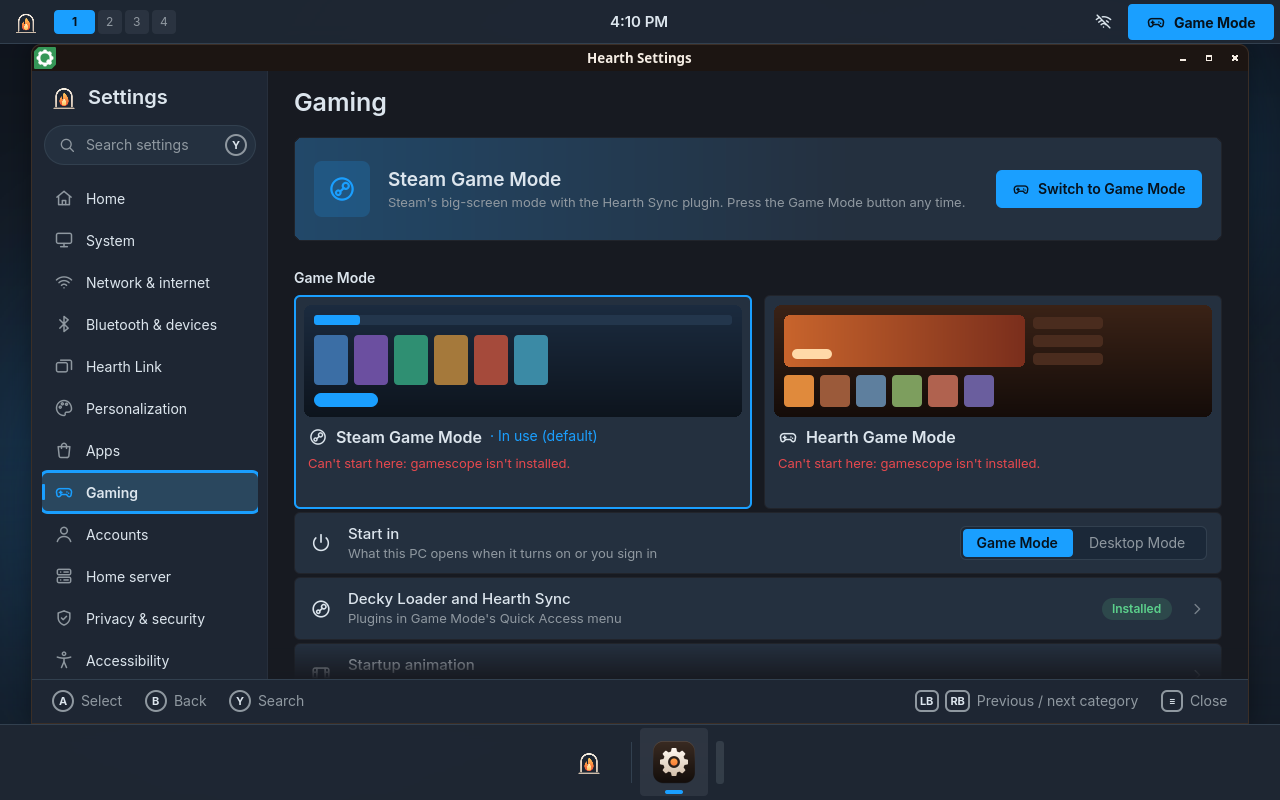 1
2
3
4
4:10 PM
Game Mode
Hearth Settings
Settings
Search settings
Y
Home
System
Network & internet
Bluetooth & devices
Hearth Link
Personalization
Apps
Gaming
Accounts
Home server
Privacy & security
Accessibility
Gaming
Steam Game Mode
Steam's big-screen mode with the Hearth Sync plugin. Press the Game Mode button any time.
Switch to Game Mode
Game Mode
Steam Game Mode · In use (default)
Can't start here: gamescope isn't installed.
Hearth Game Mode
Can't start here: gamescope isn't installed.
Start in
What this PC opens when it turns on or you sign in
Game Mode
Desktop Mode
Decky Loader and Hearth Sync
Plugins in Game Mode's Quick Access menu
Installed
Startup animation
A Select
B Back
Y Search
LB RB Previous / next category
Close